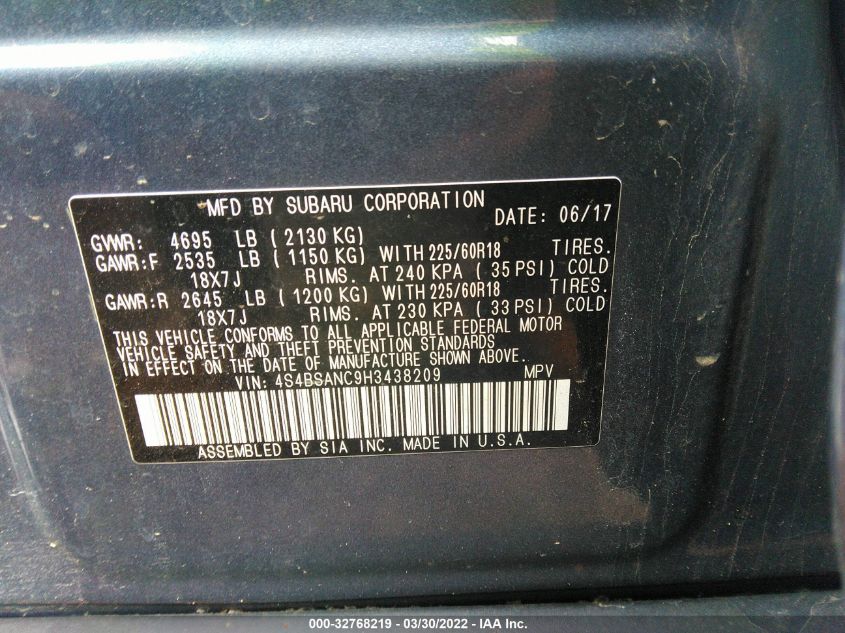 MFD BY SUBARU CORPORATION
DATE: 06/17
GVWR: 4695 LB ( 2130 KG)
GAWR:F 2535 LB ( 1150 KG) WITH 225/60R18 TIRES.
18X7J RIMS. AT 240 KPA ( 35 PSI) COLD
GAWR:R 2645 LB ( 1200 KG) WITH 225/60R18 TIRES.
18X7J RIMS. AT 230 KPA ( 33 PSI) COLD
THIS VEHICLE CONFORMS TO ALL APPLICABLE FEDERAL MOTOR
VEHICLE SAFETY AND THEFT PREVENTION STANDARDS
IN EFFECT ON THE DATE OF MANUFACTURE SHOWN ABOVE.
VIN: 4S4BSANC9H3438209 MPV
ASSEMBLED BY SIA INC. MADE IN U.S.A.
000-32768219 - 03/30/2022 - IAA Inc.